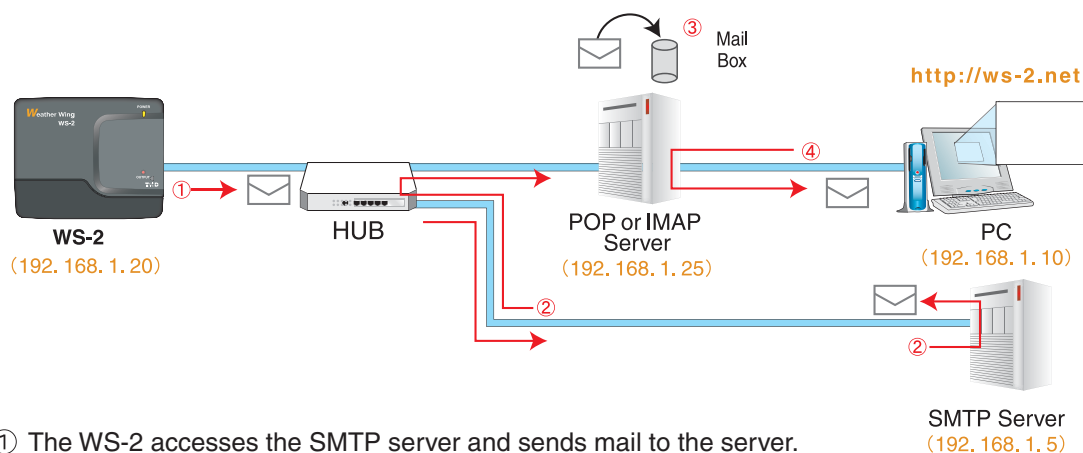 ③ Mail
Box
http://ws-2.net
Weather Wing
WS-2
POWER
OUTPUT
①
④
WS-2
(192. 168. 1. 20)
HUB
POP or IMAP
Server
(192. 168. 1. 25)
PC
(192. 168. 1. 10)
②
②
SMTP Server
(192. 168. 1. 5)
① The WS-2 accesses the SMTP server and sends mail to the server.